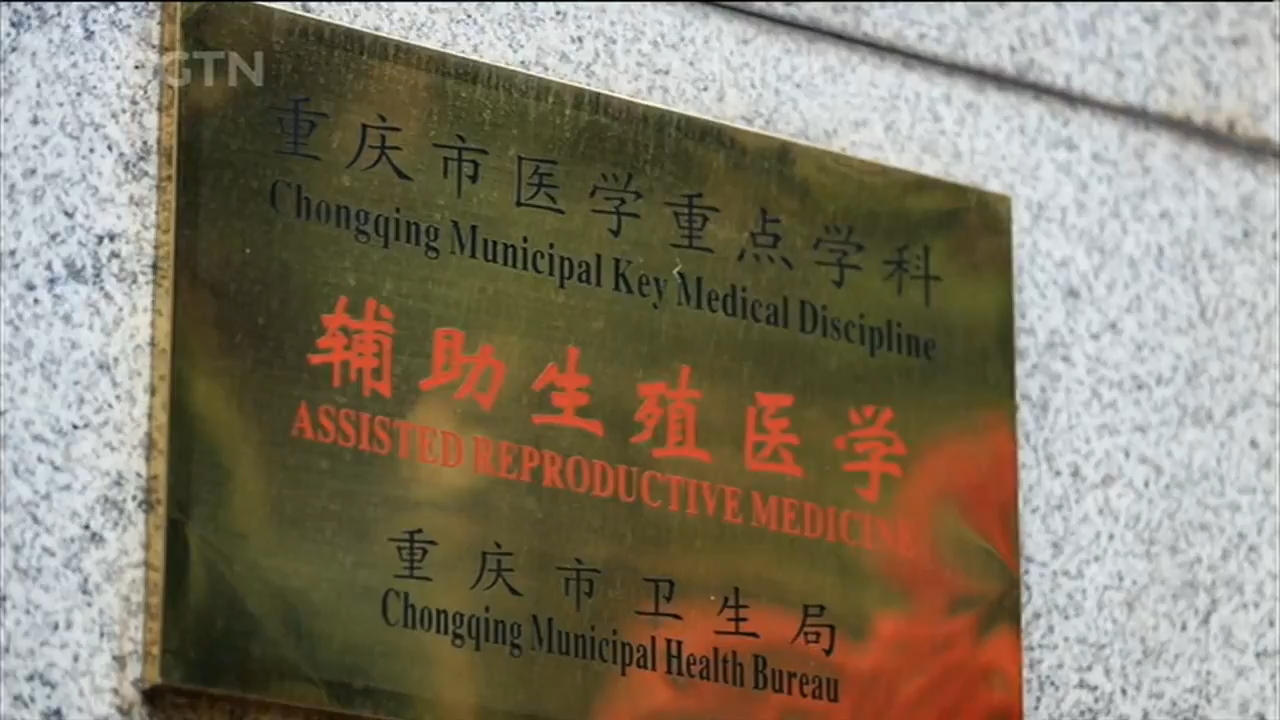 CGTN
重庆市医学重点学科
Chongqing Municipal Key Medical Discipline
辅助生殖医学
ASSISTED REPRODUCTIVE MEDICINE
重庆市卫生局
Chongqing Municipal Health Bureau